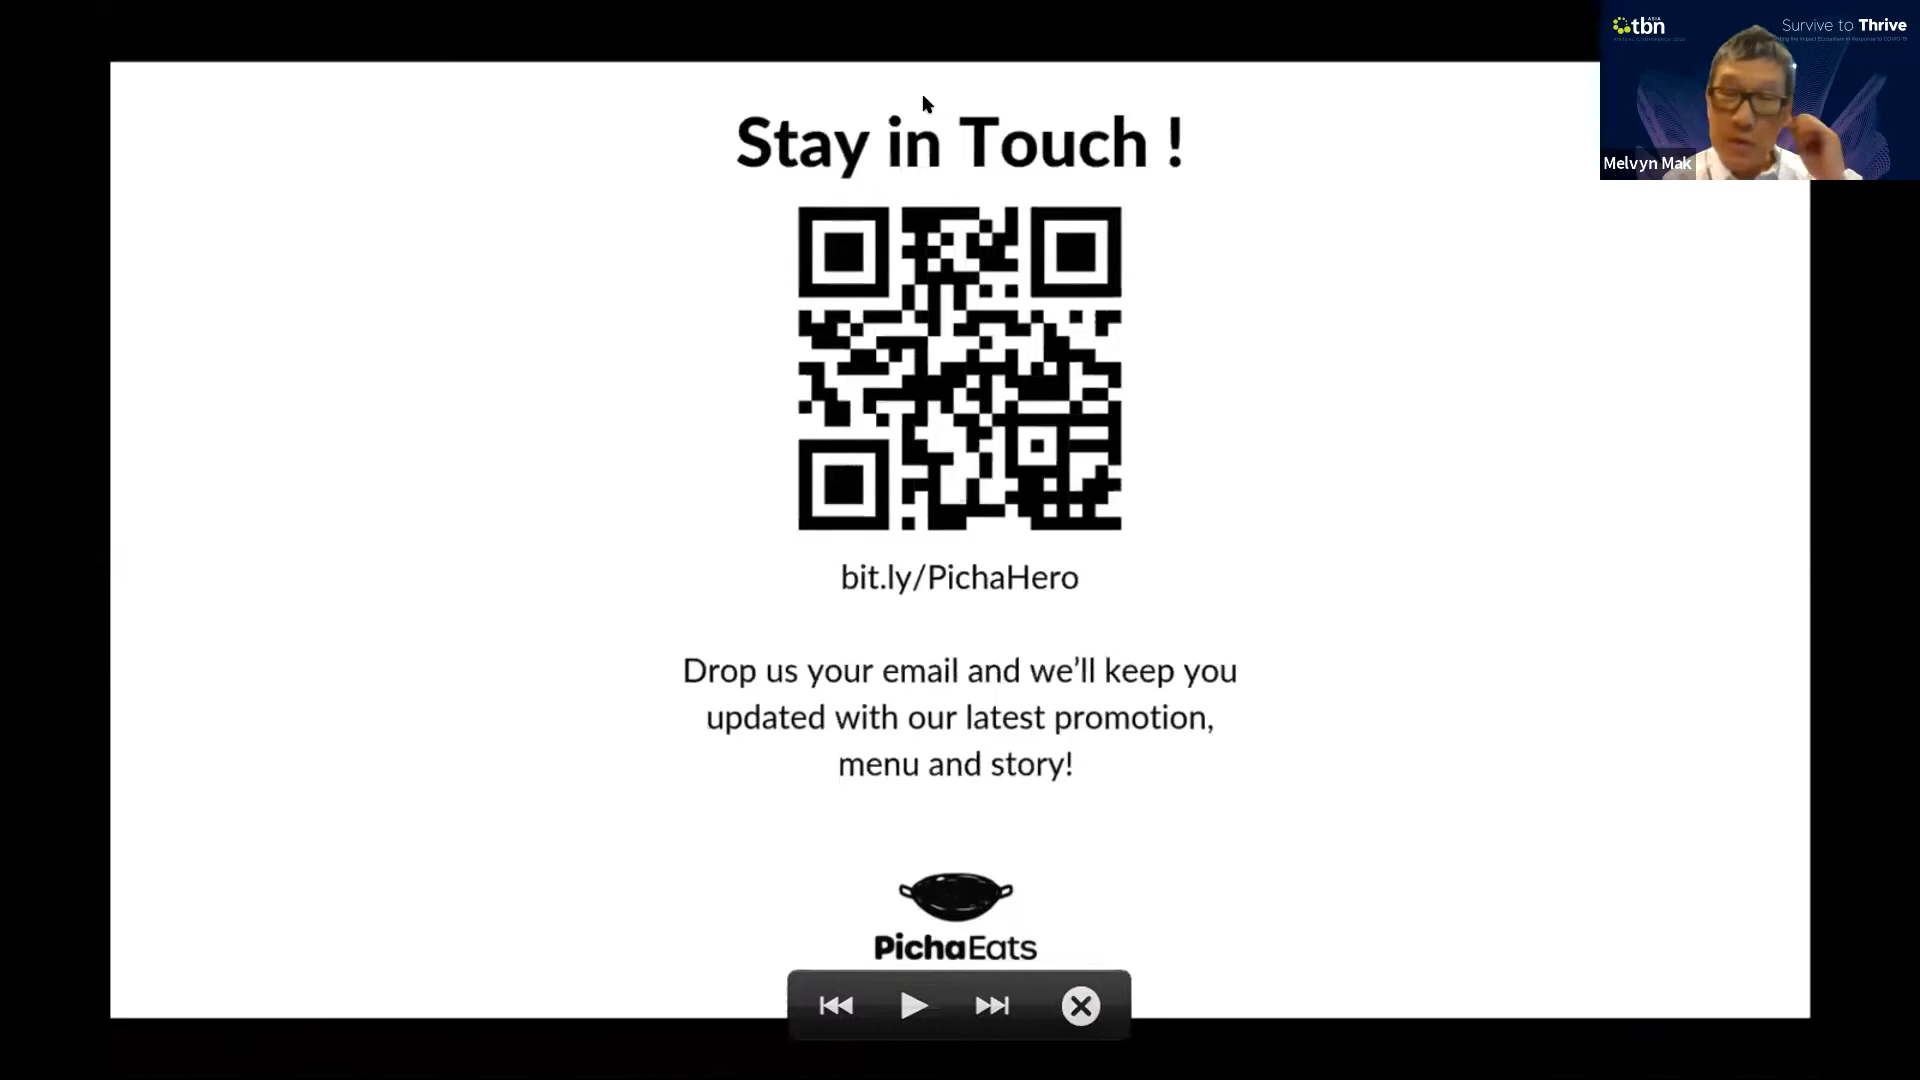 tbn
ASIA
Survive to Thrive
Melvyn Mak
Stay in Touch !
bit.ly/PichaHero
Drop us your email and we’ll keep you
updated with our latest promotion,
menu and story!
PichaEats